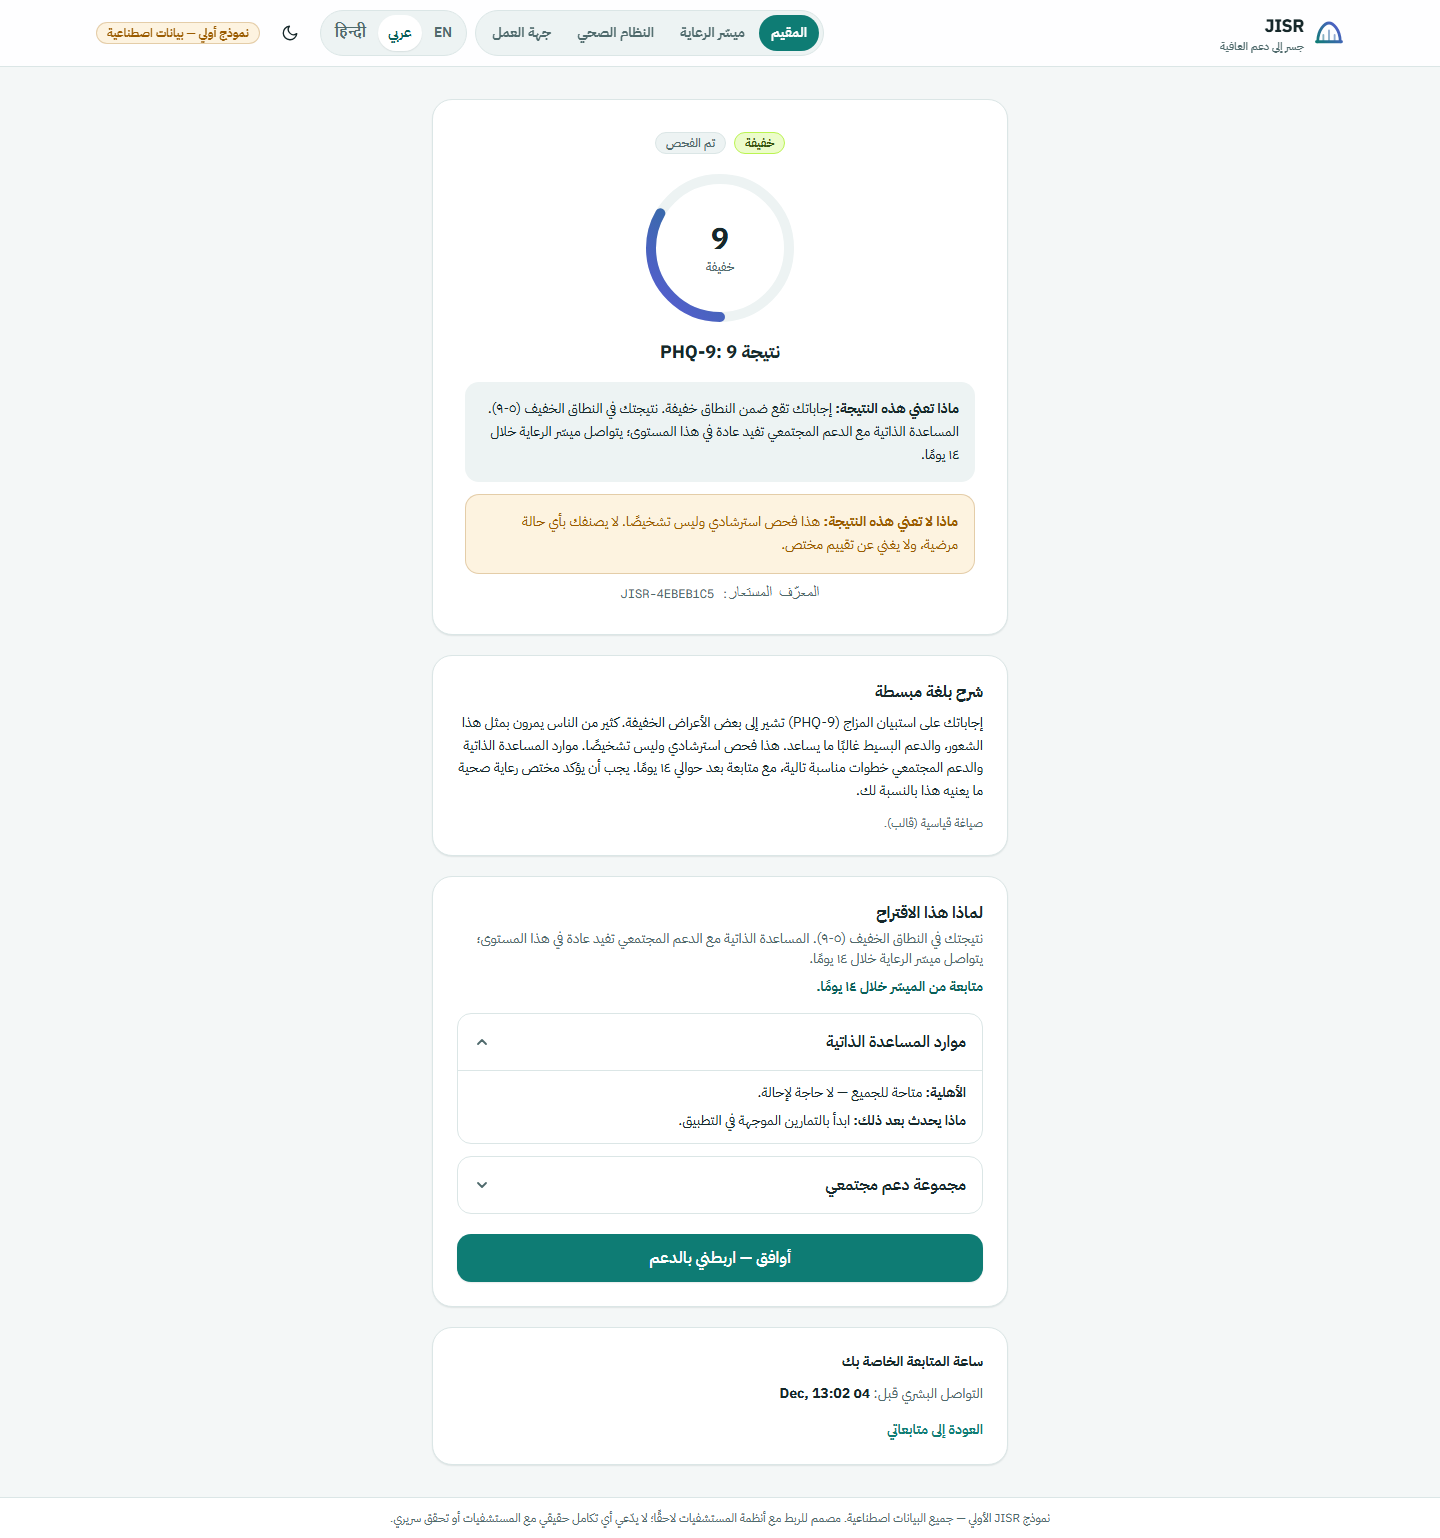 JISR
جسر إلى دعم العافية
المقيم
ميسّر الرعاية
النظام الصحي
جهة العمل
EN
عربي
हिन्दी
نموذج أولي — بيانات اصطناعية
خفيفة
تم الفحص
9
خفيفة
نتيجة PHQ-9: 9
ماذا تعني هذه النتيجة: إجاباتك تقع ضمن النطاق خفيفة. نتيجتك في النطاق الخفيف (٥-٩).
المساعدة الذاتية مع الدعم المجتمعي تفيد عادة في هذا المستوى؛ يتواصل ميسّر الرعاية خلال
١٤ يومًا.
ماذا لا تعني هذه النتيجة: هذا فحص استرشادي وليس تشخيصًا. لا يصنفك بأي حالة
مرضية، ولا يغني عن تقييم مختص.
المعرّف المستعار: JISR-4EBEB1C5
شرح بلغة مبسطة
إجاباتك على استبيان المزاج (PHQ-9) تشير إلى بعض الأعراض الخفيفة. كثير من الناس يمرون بمثل هذا
الشعور، والدعم البسيط غالبًا ما يساعد. هذا فحص استرشادي وليس تشخيصًا. موارد المساعدة الذاتية
والدعم المجتمعي خطوات مناسبة تالية، مع متابعة بعد حوالي ١٤ يومًا. يجب أن يؤكد مختص رعاية صحية
ما يعنيه هذا بالنسبة لك.
صياغة قياسية (قالب).
لماذا هذا الاقتراح
نتيجتك في النطاق الخفيف (٥-٩). المساعدة الذاتية مع الدعم المجتمعي تفيد عادة في هذا المستوى؛
يتواصل ميسّر الرعاية خلال ١٤ يومًا.
متابعة من الميسّر خلال ١٤ يومًا.
موارد المساعدة الذاتية
الأهلية: متاحة للجميع — لا حاجة لإحالة.
ماذا يحدث بعد ذلك: ابدأ بالتمارين الموجهة في التطبيق.
مجموعة دعم مجتمعي
أوافق — اربطني بالدعم
ساعة المتابعة الخاصة بك
التواصل البشري قبل: 04 Dec, 13:02
العودة إلى متابعاتي
نموذج JISR الأولي — جميع البيانات اصطناعية. مصمم للربط مع أنظمة المستشفيات لاحقًا؛ لا يدّعي أي تكامل حقيقي مع المستشفيات أو تحقق سريري.